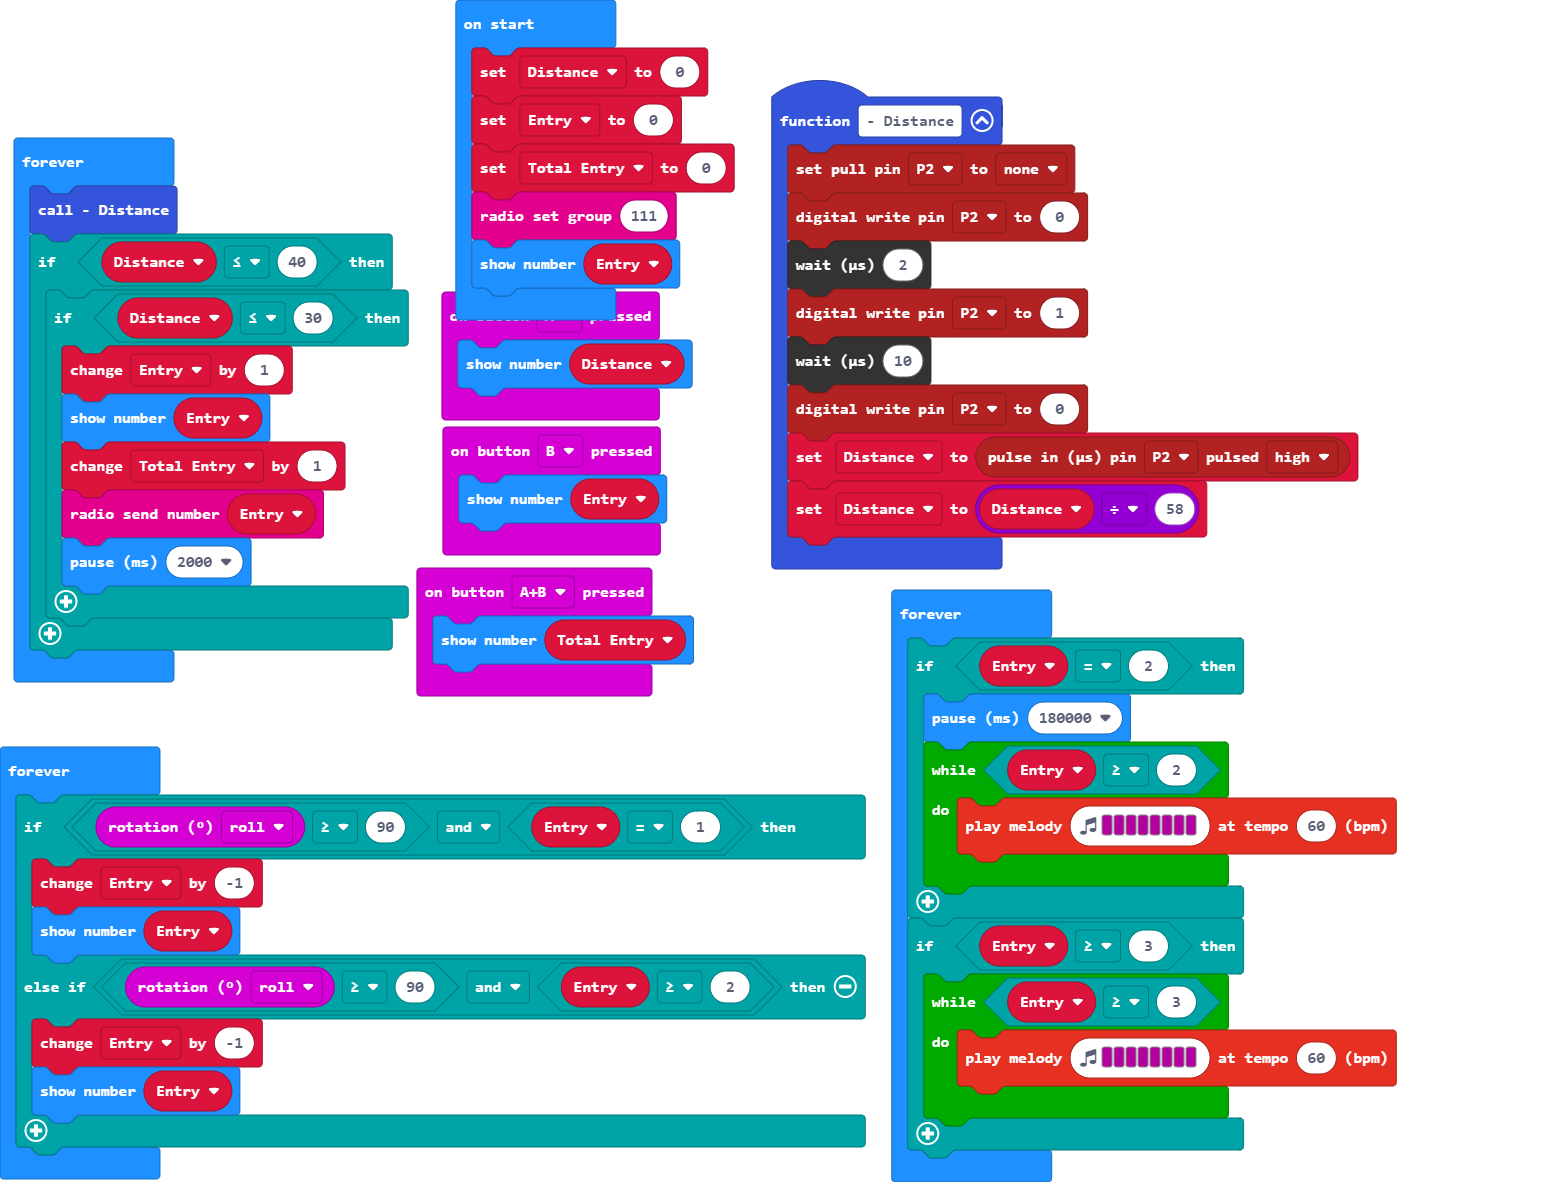 on start
set Distance to 0
set Entry to 0
set Total Entry to 0
radio set group 111
show number Entry
forever
call - Distance
if Distance ≤ 40 then
if Distance ≤ 30 then
change Entry by 1
show number Entry
change Total Entry by 1
radio send number Entry
pause (ms) 2000
pressed
show number Distance
on button B pressed
show number Entry
on button A+B pressed
show number Total Entry
function - Distance
set pull pin P2 to none
digital write pin P2 to 0
wait (µs) 2
digital write pin P2 to 1
wait (µs) 10
digital write pin P2 to 0
set Distance to pulse in (µs) pin P2 pulsed high
set Distance to Distance ÷ 58
forever
if rotation (º) roll ≥ 90 and Entry = 1 then
change Entry by -1
show number Entry
else if rotation (º) roll ≥ 90 and Entry ≥ 2 then
change Entry by -1
show number Entry
forever
if Entry = 2 then
pause (ms) 180000
while Entry ≥ 2
do play melody at tempo 60 (bpm)
if Entry ≥ 3 then
while Entry ≥ 3
do play melody at tempo 60 (bpm)